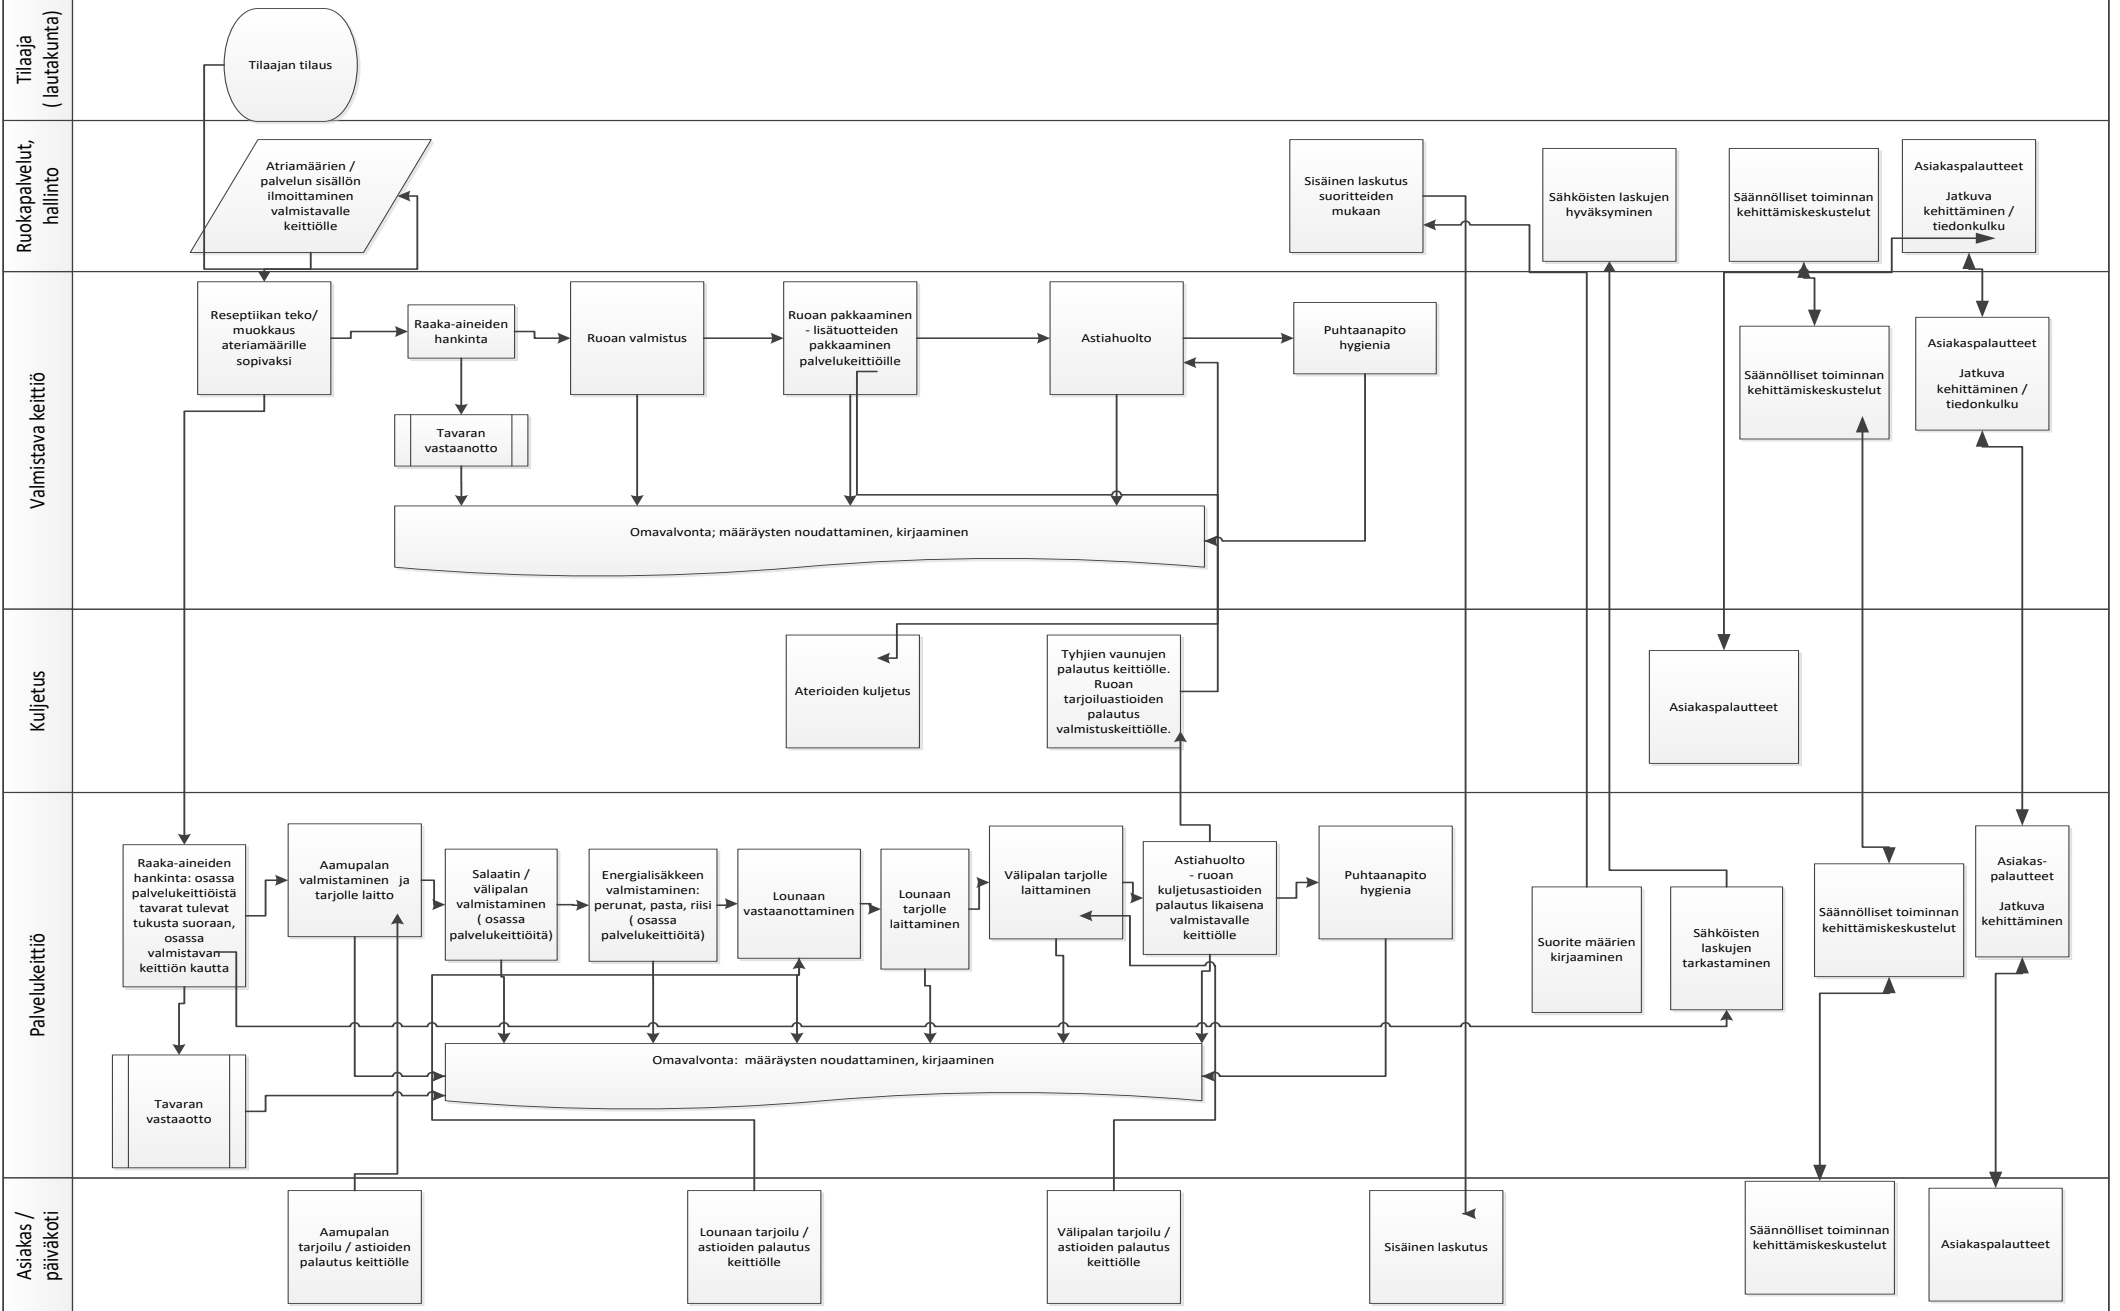 Tilaaja
( lautakunta)
Tilaajan tilaus
Ruokapalvelut,
hallinto
Atriamäärien /
palvelun sisällön
ilmoittaminen
valmistavalle
keittiölle
Sisäinen laskutus
suoritteiden
mukaan
Sähköisten laskujen
hyväksyminen
Säännölliset toiminnan
kehittämiskeskustelut
Asiakaspalautteet
Jatkuva
kehittäminen /
tiedonkulku
Valmistava keittiö
Reseptiikan teko/
muokkaus
ateriamäärille
sopivaksi
Raaka-aineiden
hankinta
Ruoan valmistus
Ruoan pakkaaminen
- lisätuotteiden
pakkaaminen
palvelukeittiöille
Astiahuolto
Puhtaanapito
hygienia
Säännölliset toiminnan
kehittämiskeskustelut
Asiakaspalautteet
Jatkuva
kehittäminen /
tiedonkulku
Tavaran
vastaanotto
Omavalvonta; määräysten noudattaminen, kirjaaminen
Kuljetus
Aterioiden kuljetus
Tyhjien vaunujen
palautus keittiölle.
Ruoan
tarjoiluastioiden
palautus
valmistuskeittiölle.
Asiakaspalautteet
Palvelukeittiö
Raaka-aineiden
hankinta: osassa
palvelukeittiöistä
tavarat tulevat
tukusta suoraan,
osassa
valmistavan
keittiön kautta
Aamupalan
valmistaminen ja
tarjolle laitto
Salaatin /
välipalan
valmistaminen
( osassa
palvelukeittiöitä)
Energialisäkkeen
valmistaminen:
perunat, pasta, riisi
( osassa
palvelukeittiöitä)
Lounaan
vastaanottaminen
Lounaan
tarjolle
laittaminen
Välipalan tarjolle
laittaminen
Astiahuolto
- ruoan
kuljetusastioiden
palautus likaisena
valmistavalle
keittiölle
Puhtaanapito
hygienia
Suorite määrien
kirjaaminen
Sähköisten
laskujen
tarkastaminen
Säännölliset toiminnan
kehittämiskeskustelut
Asiakas-
palautteet
Jatkuva
kehittäminen
Tavaran
vastaaotto
Omavalvonta: määräysten noudattaminen, kirjaaminen
Asiakas /
päiväkoti
Aamupalan
tarjoilu / astioiden
palautus keittiölle
Lounaan tarjoilu /
astioiden palautus
keittiölle
Välipalan tarjoilu /
astioiden palautus
keittiölle
Sisäinen laskutus
Säännölliset toiminnan
kehittämiskeskustelut
Asiakaspalautteet